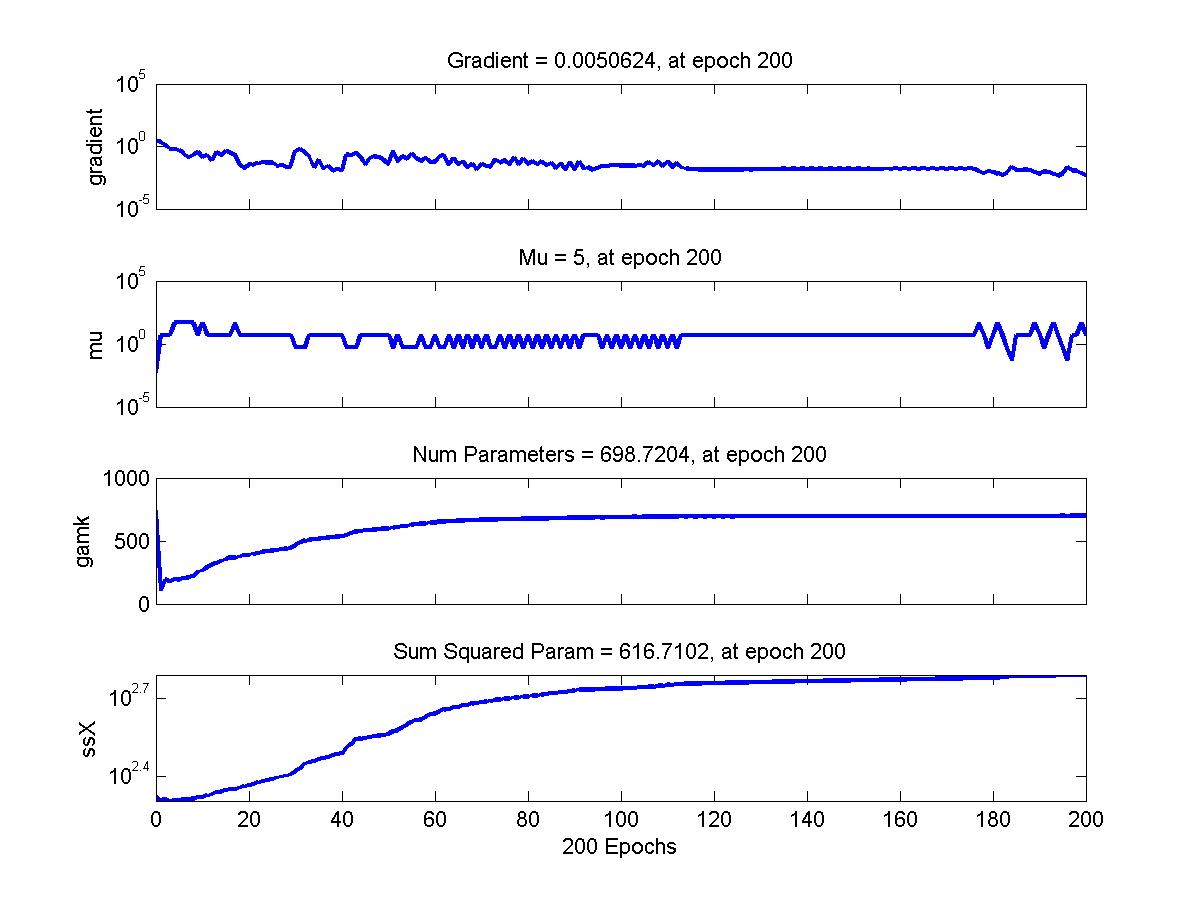 Gradient = 0.0050624, at epoch 200
10^5
10^0
10^-5
gradient
Mu = 5, at epoch 200
10^5
10^0
10^-5
mu
Num Parameters = 698.7204, at epoch 200
1000
500
0
gamk
Sum Squared Param = 616.7102, at epoch 200
10^2.7
10^2.4
ssX
0 20 40 60 80 100 120 140 160 180 200
200 Epochs